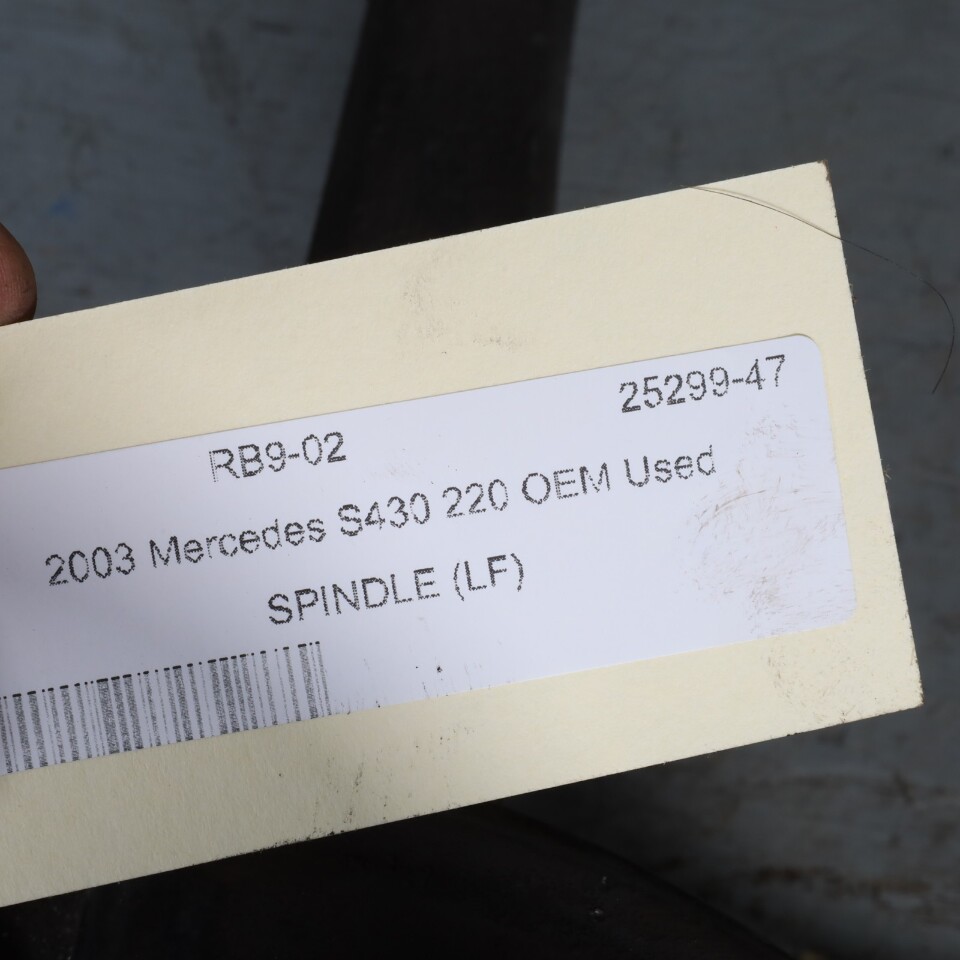 25299-47
RB9-02
2003 Mercedes S430 220 OEM Used
SPINDLE (LF)